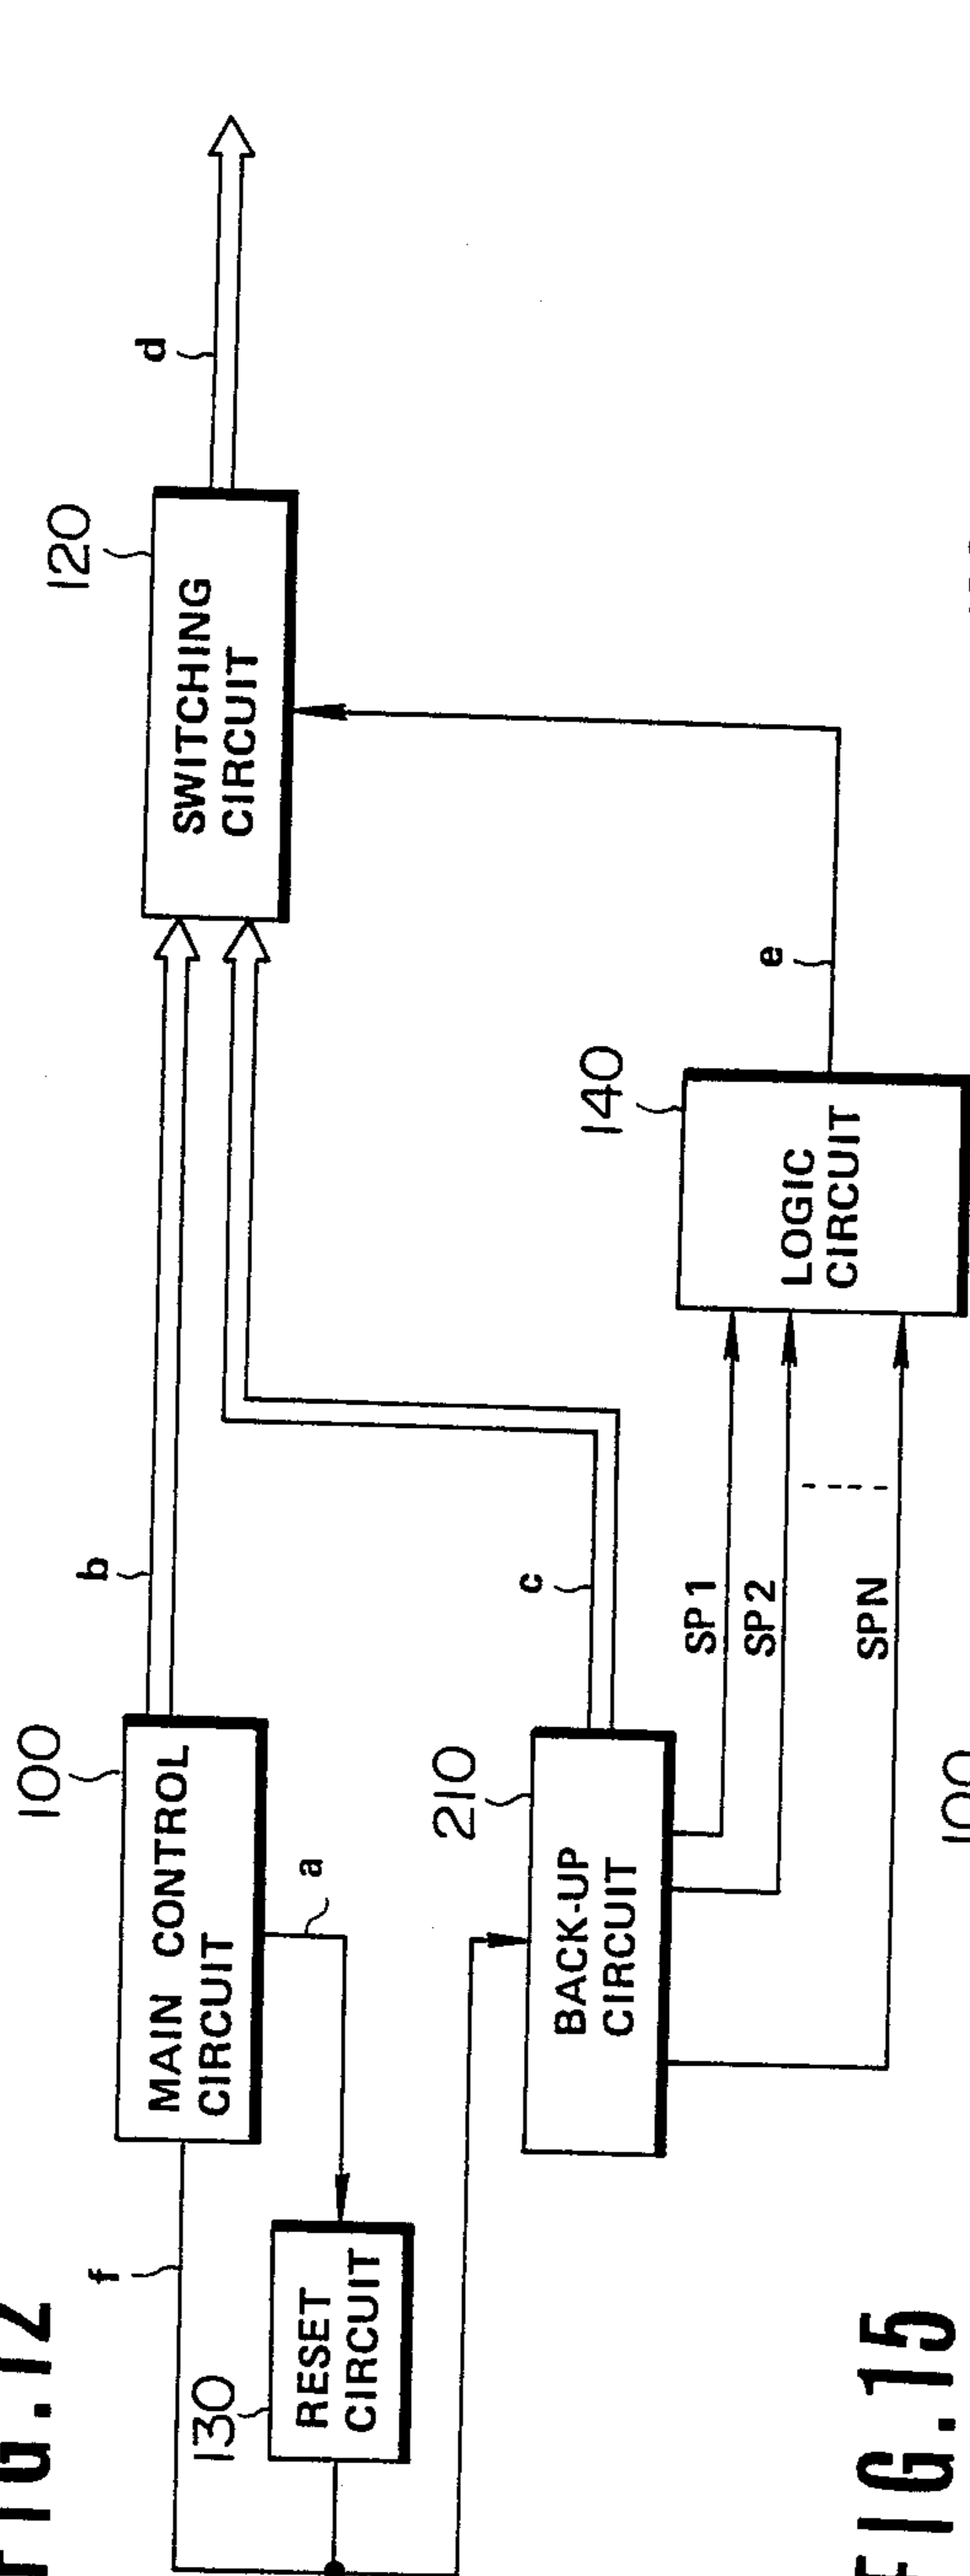 FIG.12
100
MAIN CONTROL
CIRCUIT
b
120
SWITCHING
CIRCUIT
d
f
a
130
RESET
CIRCUIT
210
BACK-UP
CIRCUIT
c
SP1
SP2
SPN
140
LOGIC
CIRCUIT
e
FIG.15
100